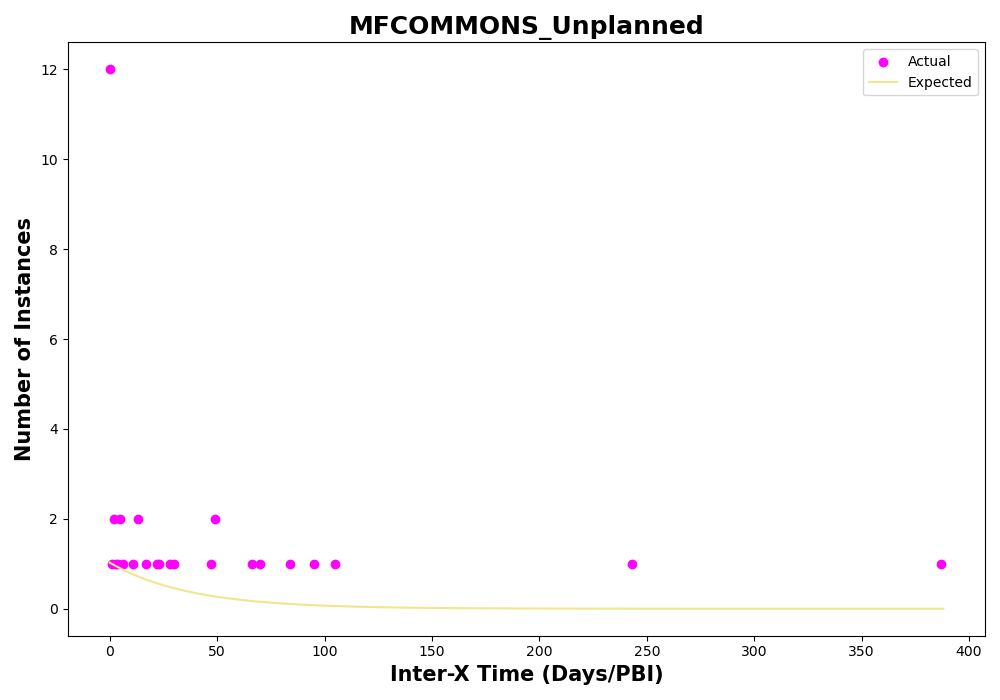 MFCOMMONS_Unplanned
Actual
Expected
Number of Instances
12
10
8
6
4
2
0
0 50 100 150 200 250 300 350 400
Inter-X Time (Days/PBI)